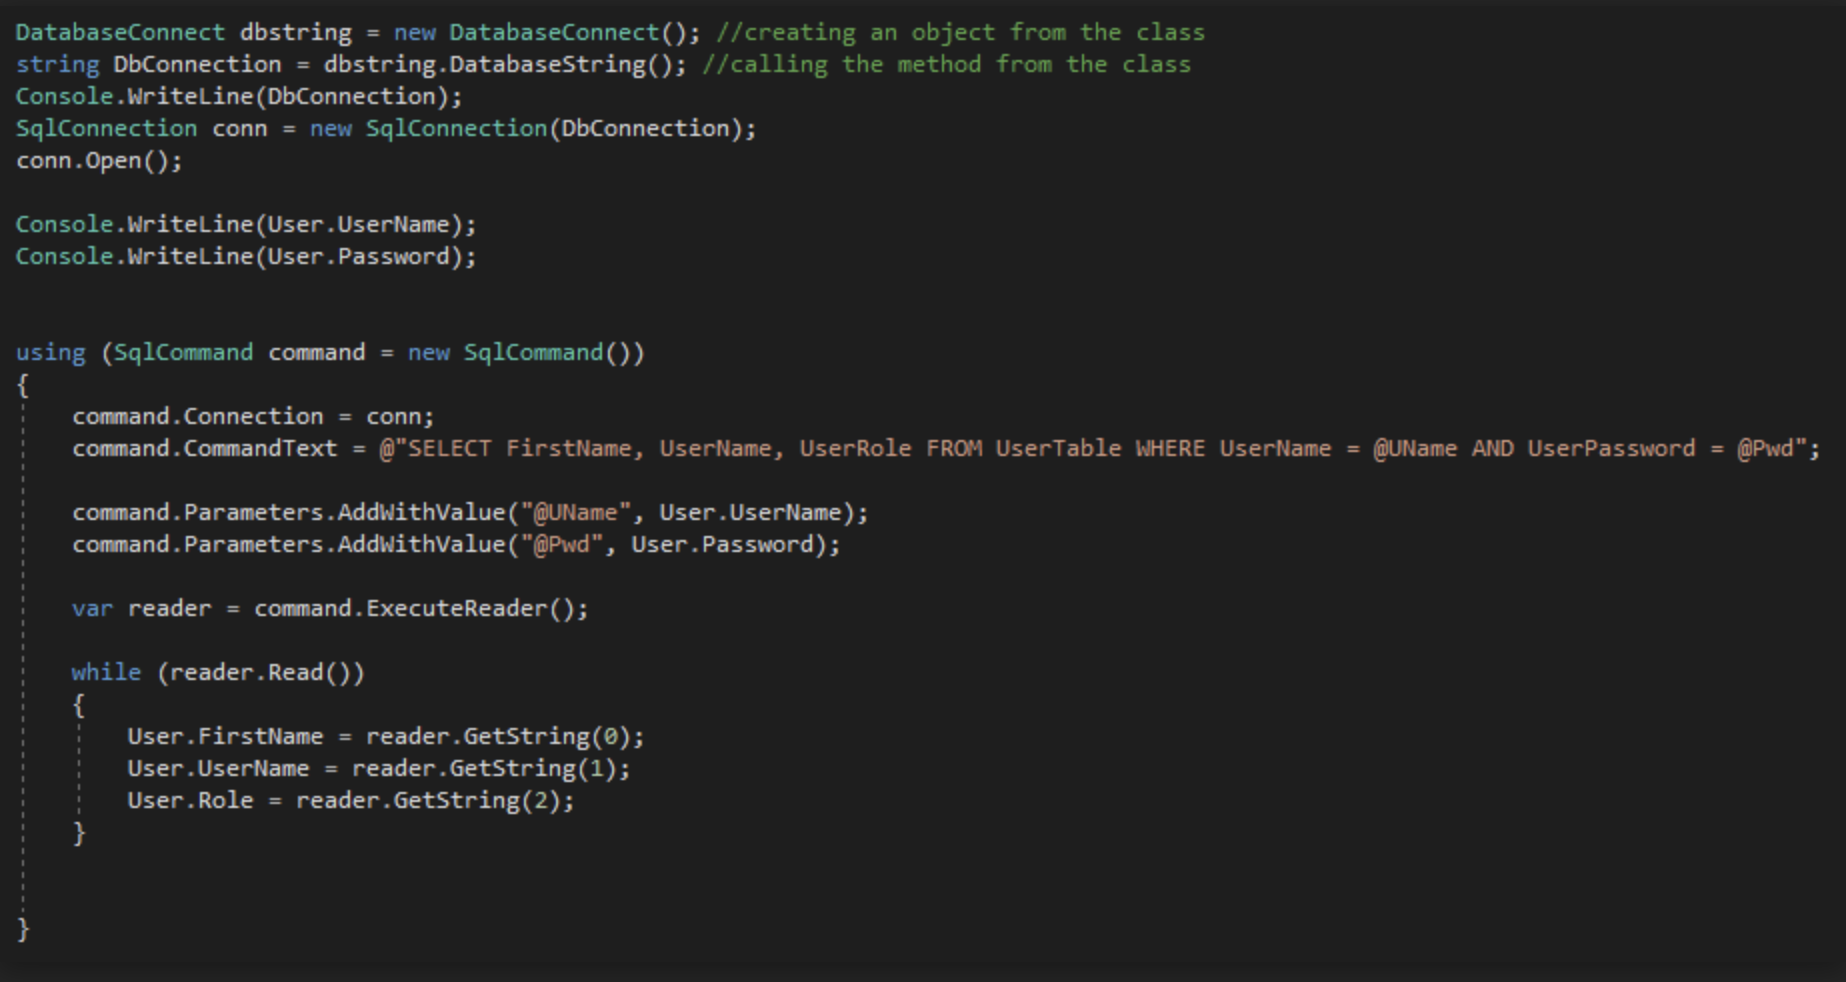 DatabaseConnect dbstring = new DatabaseConnect(); //creating an object from the class
string DbConnection = dbstring.DatabaseString(); //calling the method from the class
Console.WriteLine(DbConnection);
SqlConnection conn = new SqlConnection(DbConnection);
conn.Open();
Console.WriteLine(User.UserName);
Console.WriteLine(User.Password);
using (SqlCommand command = new SqlCommand())
{
command.Connection = conn;
command.CommandText = @"SELECT FirstName, UserName, UserRole FROM UserTable WHERE UserName = @UName AND UserPassword = @Pwd";
command.Parameters.AddWithValue("@UName", User.UserName);
command.Parameters.AddWithValue("@Pwd", User.Password);
var reader = command.ExecuteReader();
while (reader.Read())
{
User.FirstName = reader.GetString(0);
User.UserName = reader.GetString(1);
User.Role = reader.GetString(2);
}
}